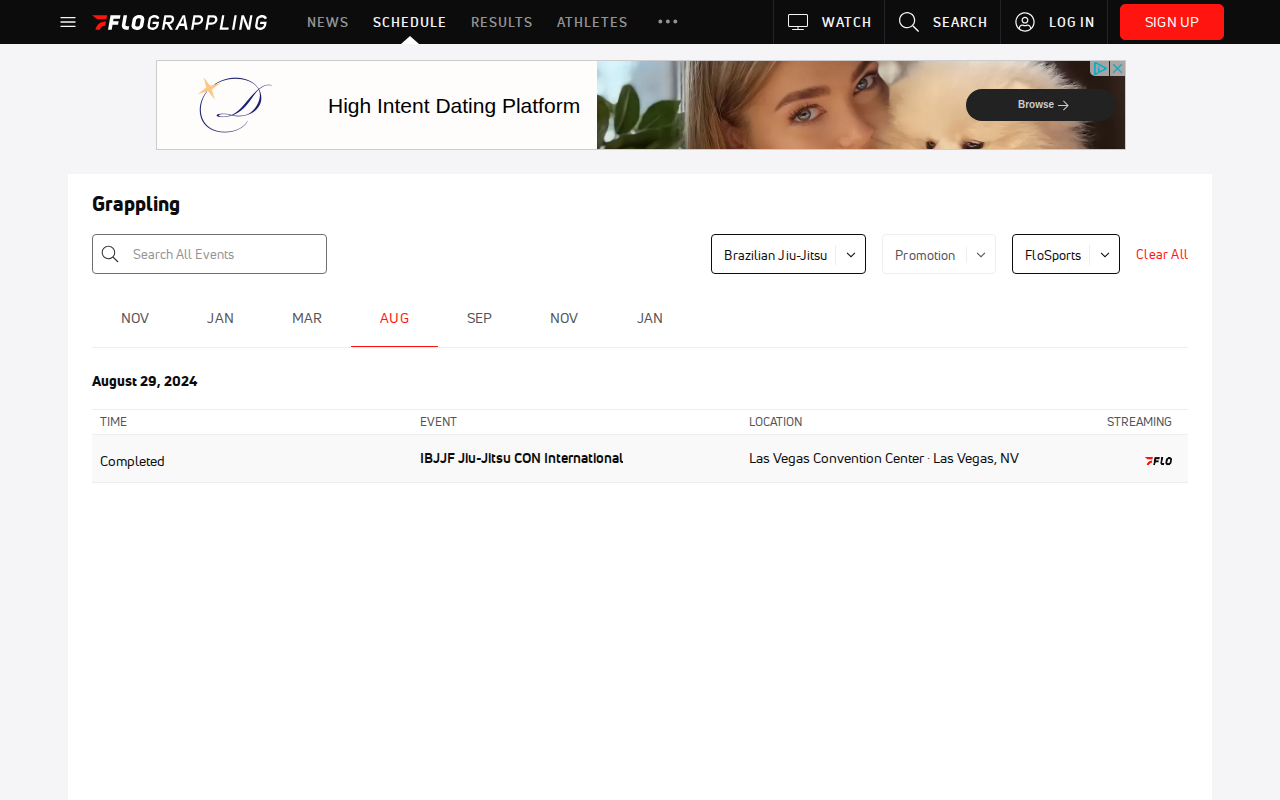 FLOGRAPPLING NEWS SCHEDULE RESULTS ATHLETES ••• WATCH SEARCH LOG IN SIGN UP
High Intent Dating Platform Browse →
Grappling
Search All Events Brazilian Jiu-Jitsu Promotion FloSports Clear All
NOV JAN MAR AUG SEP NOV JAN
August 29, 2024
TIME EVENT LOCATION STREAMING
Completed IBJJF Jiu-Jitsu CON International Las Vegas Convention Center · Las Vegas, NV FLO